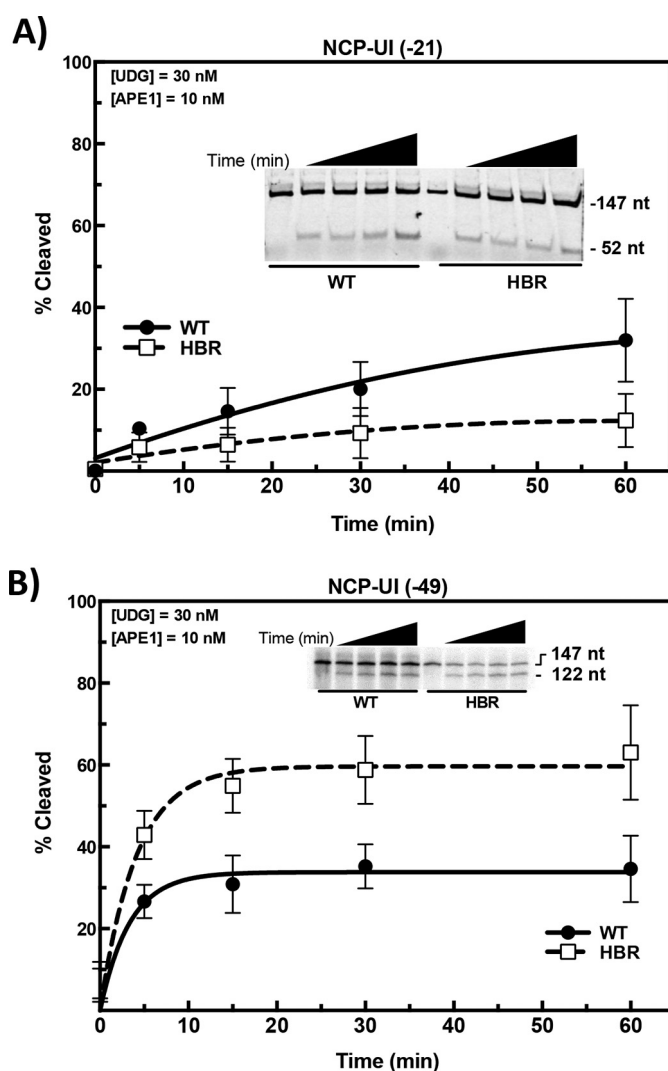 A)
NCP-UI (-21)
100
80
60
40
20
0
% Cleaved
[UDG] = 30 nM
[APE1] = 10 nM
Time (min)
-147 nt
- 52 nt
WT
HBR
WT
HBR
0
10
20
30
40
50
60
Time (min)
B)
NCP-UI (-49)
100
80
60
40
20
% Cleaved
[UDG] = 30 nM
[APE1] = 10 nM
Time (min)
147 nt
- 122 nt
WT
HBR
WT
HBR
0
10
20
30
40
50
60
Time (min)